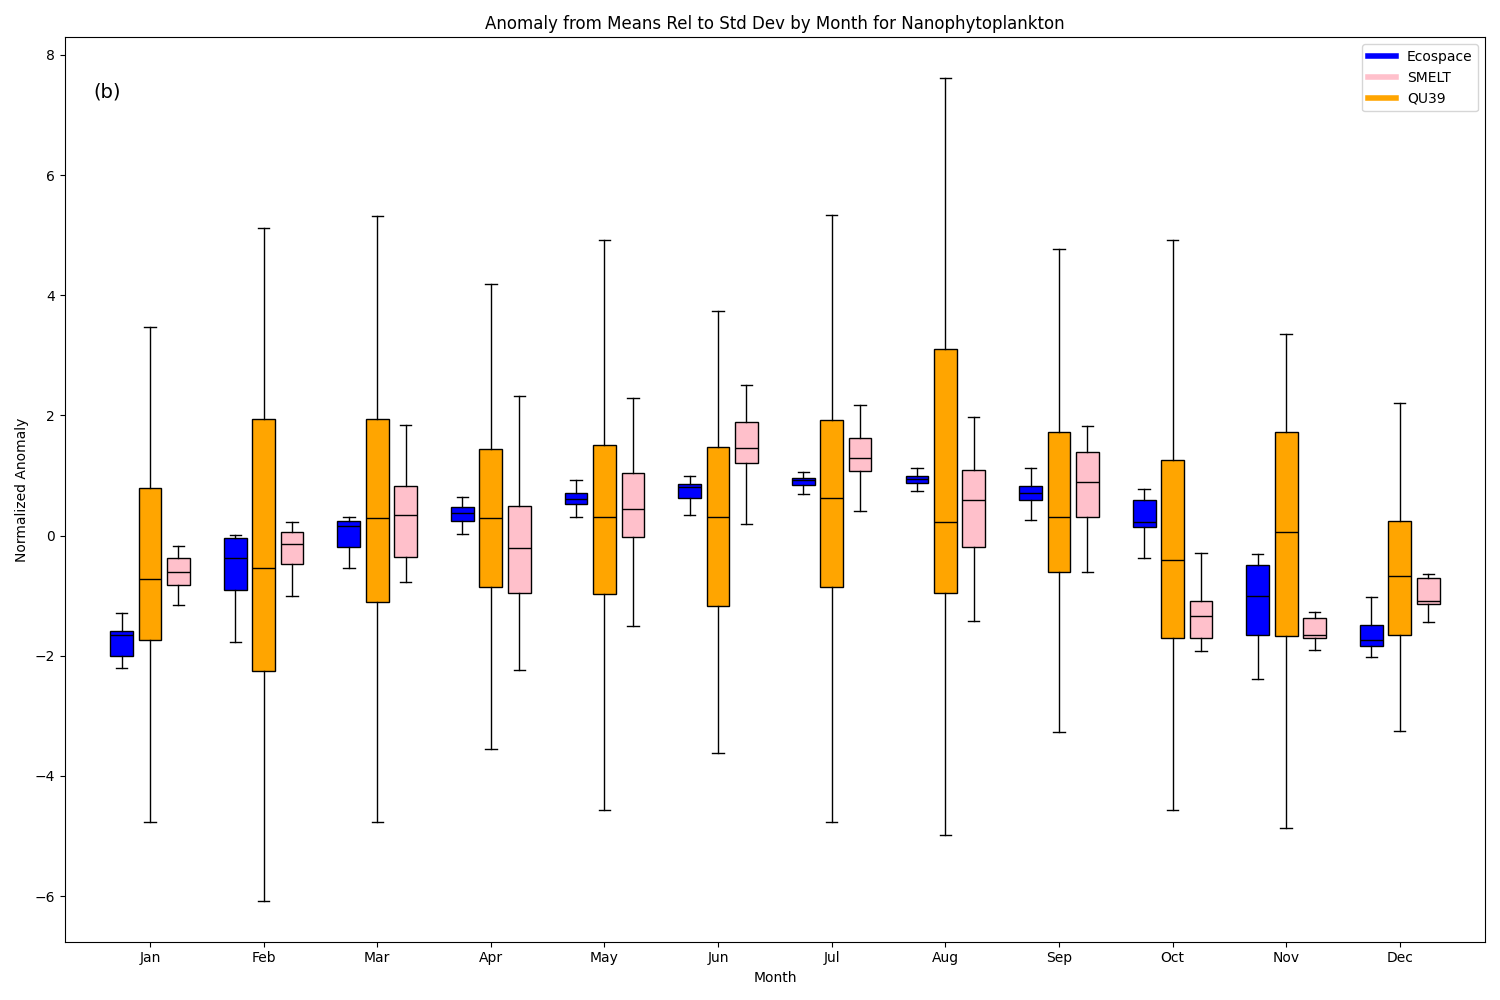 Anomaly from Means Rel to Std Dev by Month for Nanophytoplankton
(b)
Ecospace
SMELT
QU39
8
6
4
2
0
−2
−4
−6
Normalized Anomaly
Jan Feb Mar Apr May Jun Jul Aug Sep Oct Nov Dec
Month